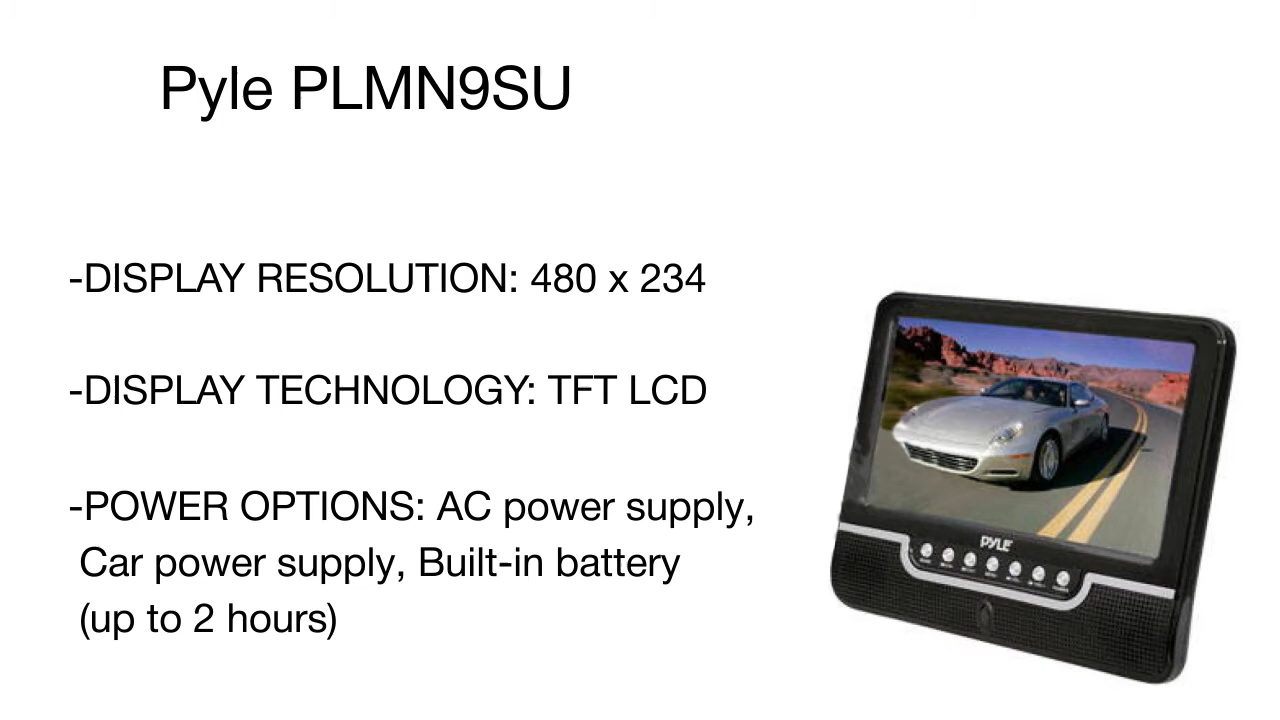 Pyle PLMN9SU
-DISPLAY RESOLUTION: 480 x 234
-DISPLAY TECHNOLOGY: TFT LCD
-POWER OPTIONS: AC power supply,
Car power supply, Built-in battery
(up to 2 hours)
PYLE